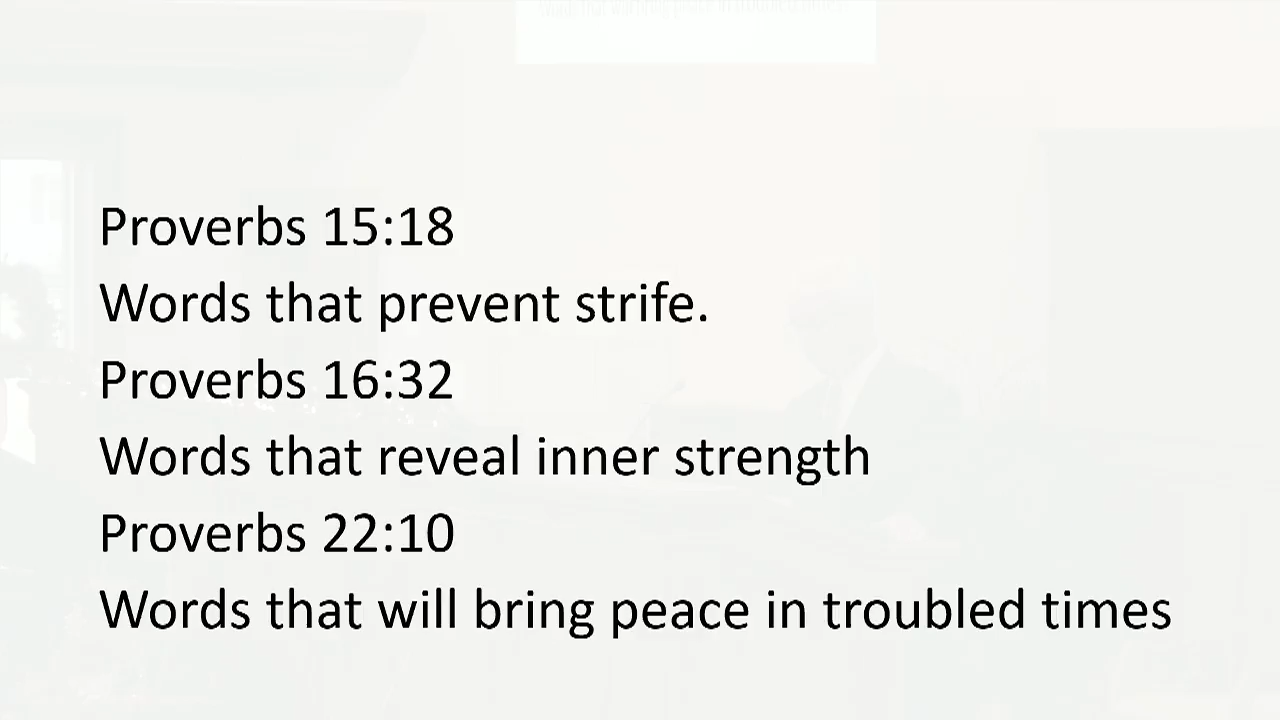 Proverbs 15:18
Words that prevent strife.
Proverbs 16:32
Words that reveal inner strength
Proverbs 22:10
Words that will bring peace in troubled times